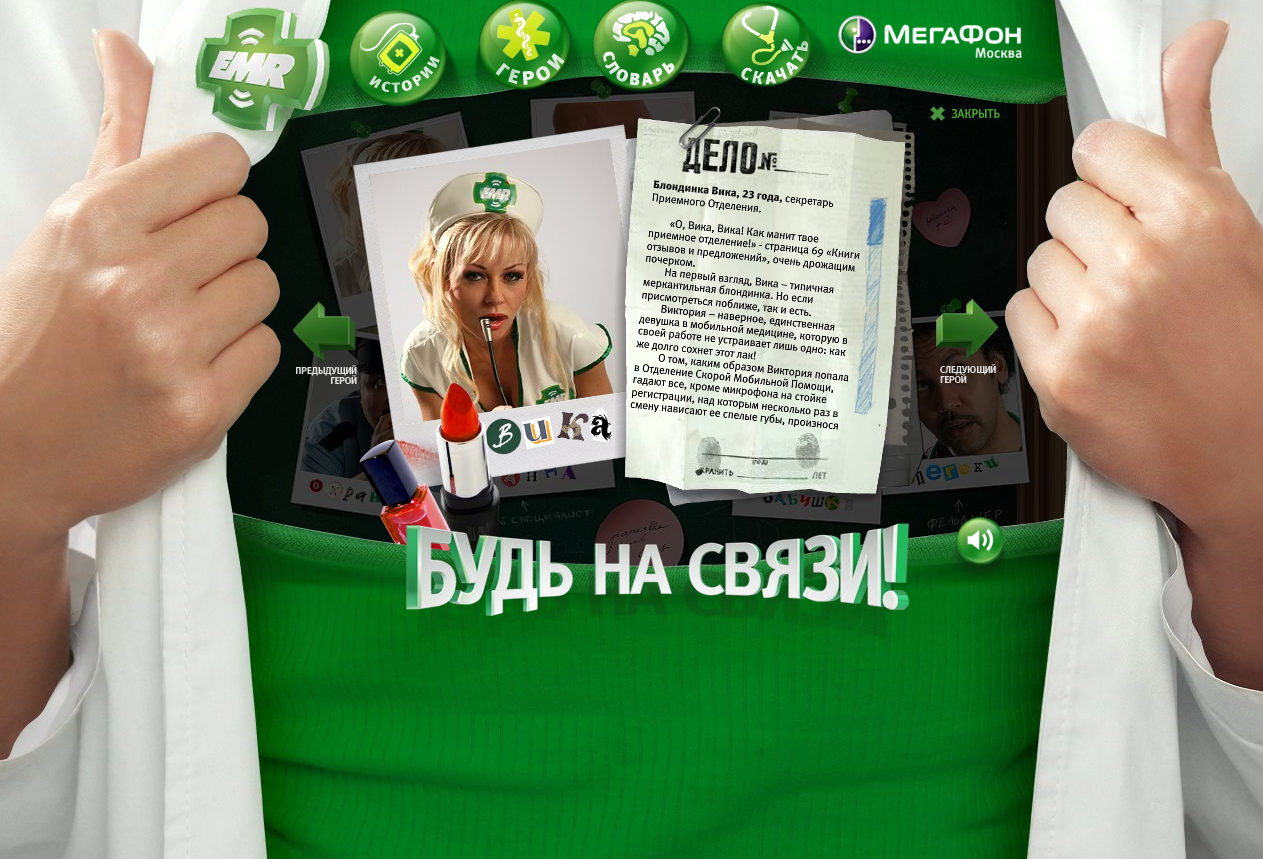 EMR
ИСТОРИИ
ГЕРОИ
СЛОВАРЬ
СКАЧАТЬ
МЕГАФОН
Москва
ЗАКРЫТЬ
EMR
ДЕЛО №
Блондинка Вика, 23 года, секретарь
Приемного Отделения.
«О, Вика, Вика! Как манит твое
приемное отделение!» - страница 69 «Книги
отзывов и предложений», очень дрожащим
почерком.
На первый взгляд, Вика – типичная
меркантильная блондинка. Но если
присмотреться поближе, так и есть.
Виктория – наверное, единственная
девушка в мобильной медицине, которую в
своей работе не устраивает лишь одно: как
же долго сохнет этот лак!
О том, каким образом Виктория попала
в Отделение Скорой Мобильной Помощи,
гадают все, кроме микрофона на стойке
регистрации, над которым несколько раз в
смену нависают ее спелые губы, произнося
ХРАНИТЬ
ЛЕТ
ПРЕДЫДУЩИЙ
ГЕРОЙ
СЛЕДУЮЩИЙ
ГЕРОЙ
Вика
СПЕЦИАЛИСТ
ФЕЛЬДШЕР
БУДЬ НА СВЯЗИ!